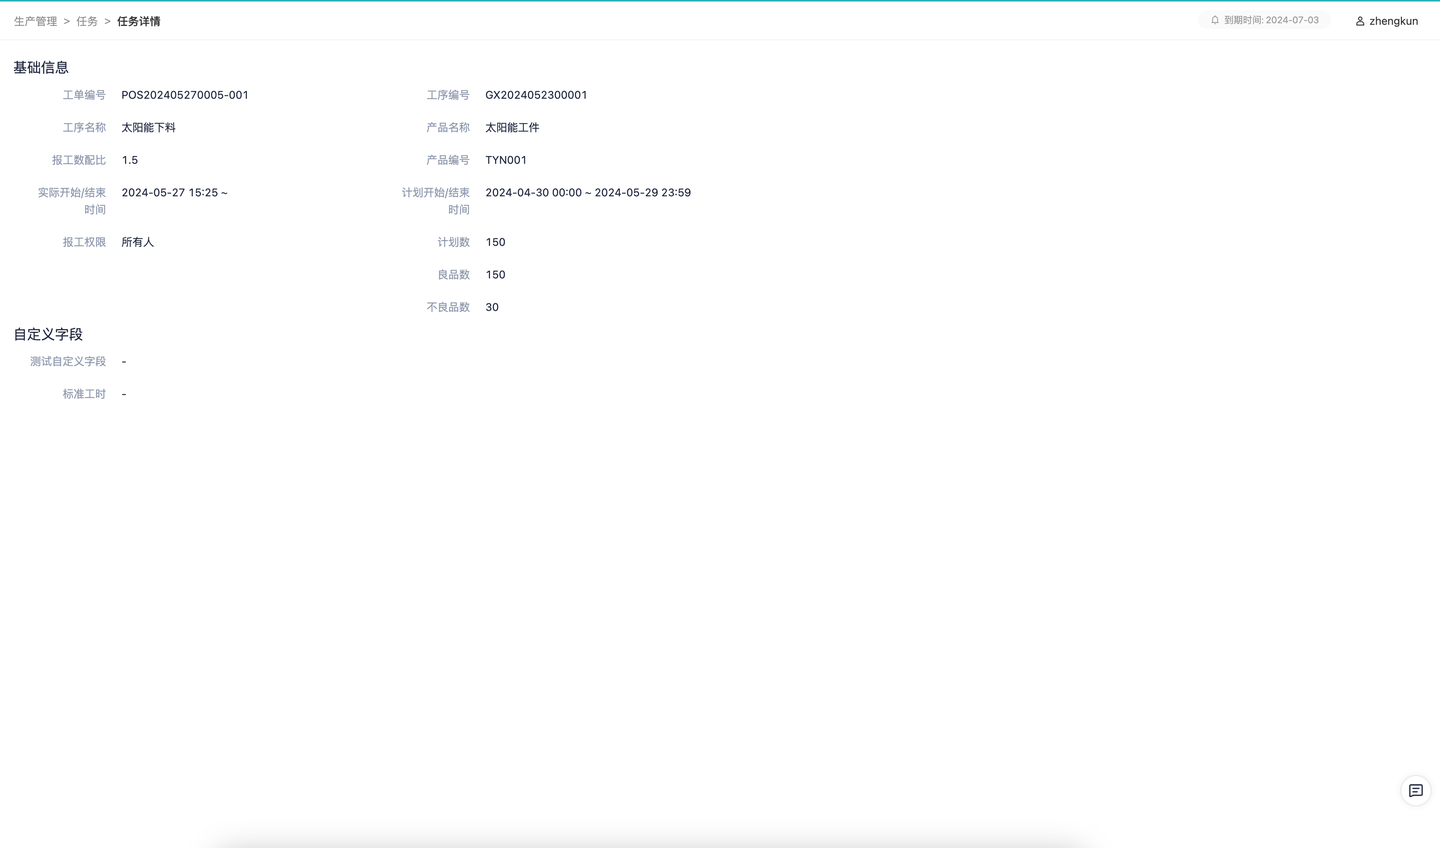 生产管理 > 任务 > 任务详情
到期时间: 2024-07-03
zhengkun
基础信息
工单编号 POS202405270005-001
工序编号 GX2024052300001
工序名称 太阳能下料
产品名称 太阳能工件
报工数配比 1.5
产品编号 TYN001
实际开始/结束
时间 2024-05-27 15:25 ~
计划开始/结束
时间 2024-04-30 00:00 ~ 2024-05-29 23:59
报工权限 所有人
计划数 150
良品数 150
不良品数 30
自定义字段
测试自定义字段 -
标准工时 -